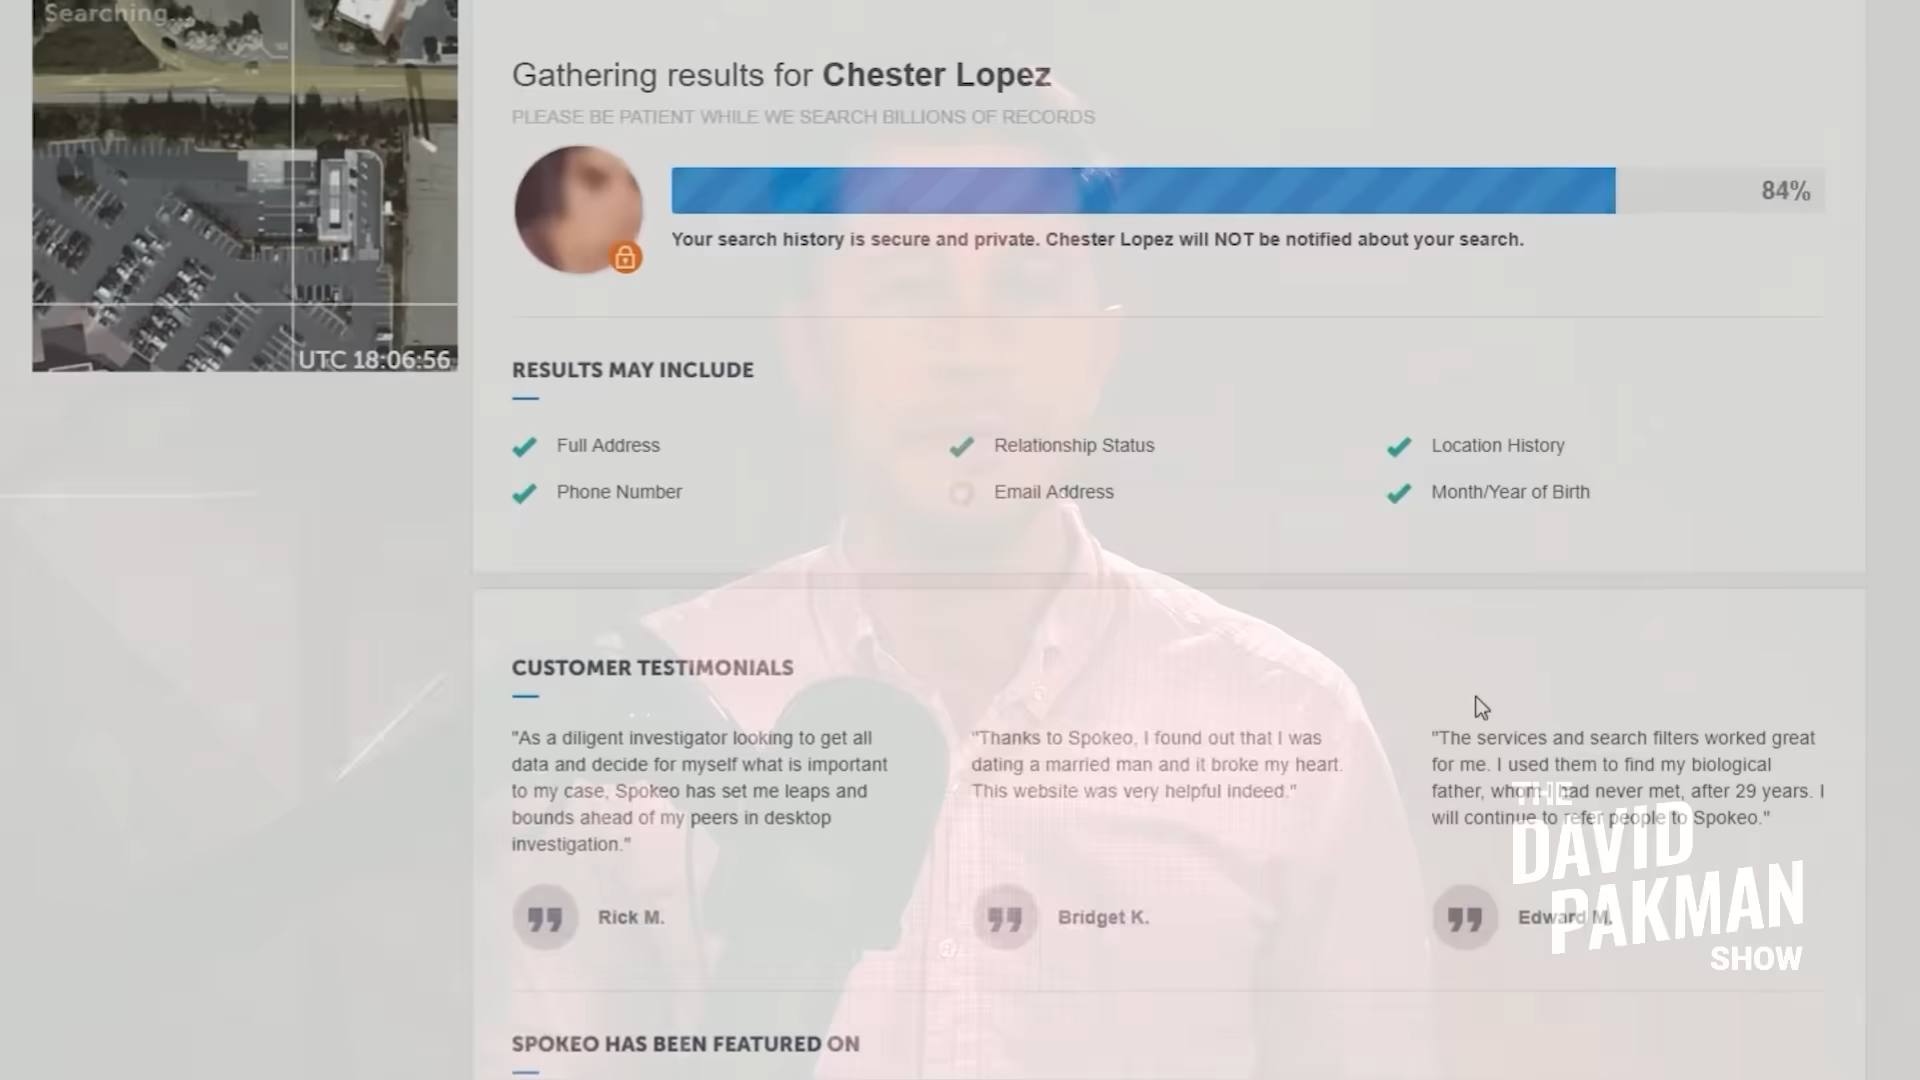 Searching...
UTC 18:06:56
Gathering results for Chester Lopez
PLEASE BE PATIENT WHILE WE SEARCH BILLIONS OF RECORDS
84%
Your search history is secure and private. Chester Lopez will NOT be notified about your search.
RESULTS MAY INCLUDE
Full Address
Relationship Status
Location History
Phone Number
Email Address
Month/Year of Birth
CUSTOMER TESTIMONIALS
"As a diligent investigator looking to get all
data and decide for myself what is important
to my case, Spokeo has set me leaps and
bounds ahead of my peers in desktop
investigation."
Rick M.
"Thanks to Spokeo, I found out that I was
dating a married man and it broke my heart.
This website was very helpful indeed."
Bridget K.
"The services and search filters worked great
for me. I used them to find my biological
father, whom I had never met, after 29 years. I
will continue to refer people to Spokeo."
Edward M.
THE
DAVID
PAKMAN
SHOW
SPOKEO HAS BEEN FEATURED ON